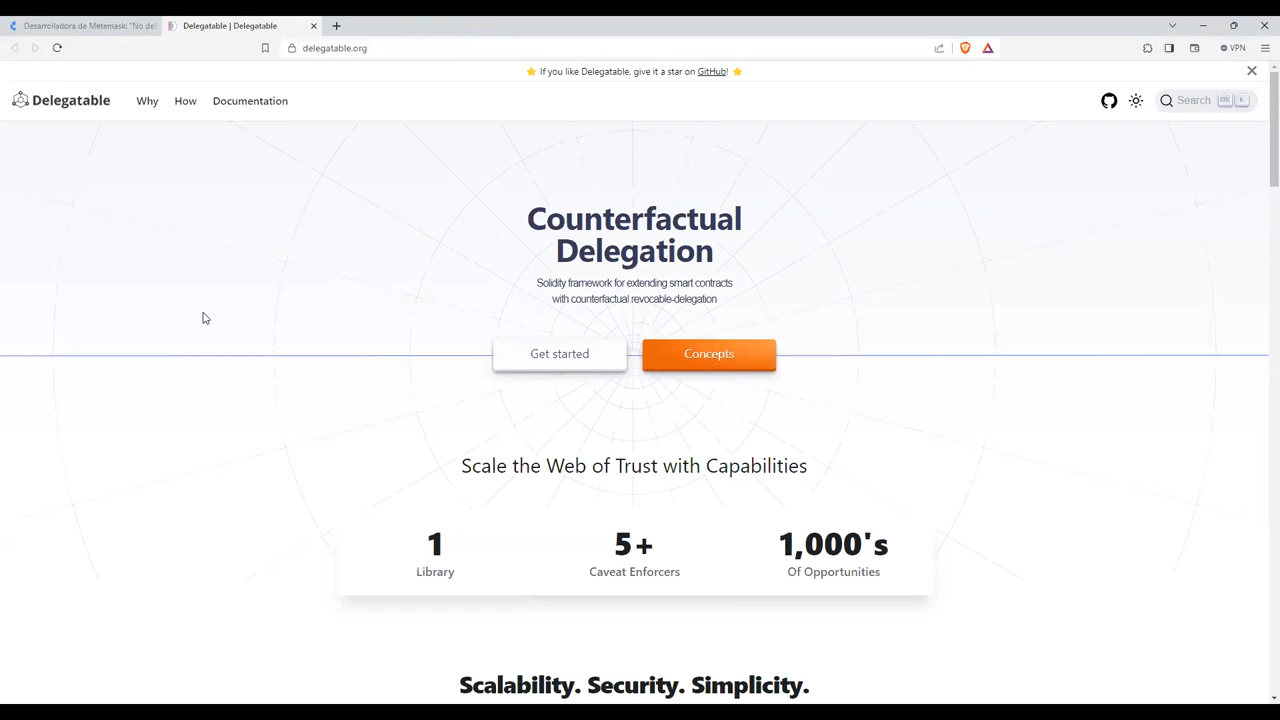 Desarrolladora de Metamask: "No de
Delegatable | Delegatable
delegatable.org
VPN
⭐ If you like Delegatable, give it a star on GitHub! ⭐
Delegatable
Why
How
Documentation
Search
K
Counterfactual
Delegation
Solidity framework for extending smart contracts
with counterfactual revocable-delegation
Get started
Concepts
Scale the Web of Trust with Capabilities
1
5+
1,000's
Library
Caveat Enforcers
Of Opportunities
Scalability. Security. Simplicity.